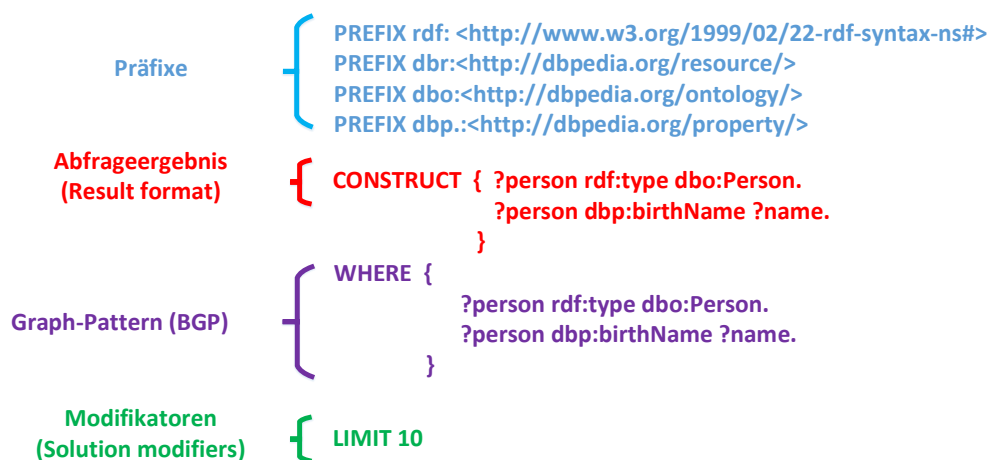 Präfixe
PREFIX rdf: <http://www.w3.org/1999/02/22-rdf-syntax-ns#>
PREFIX dbr:<http://dbpedia.org/resource/>
PREFIX dbo:<http://dbpedia.org/ontology/>
PREFIX dbp.:<http://dbpedia.org/property/>
Abfrageergebnis
(Result format)
CONSTRUCT { ?person rdf:type dbo:Person.
?person dbp:birthName ?name.
}
Graph-Pattern (BGP)
WHERE {
?person rdf:type dbo:Person.
?person dbp:birthName ?name.
}
Modifikatoren
(Solution modifiers)
LIMIT 10